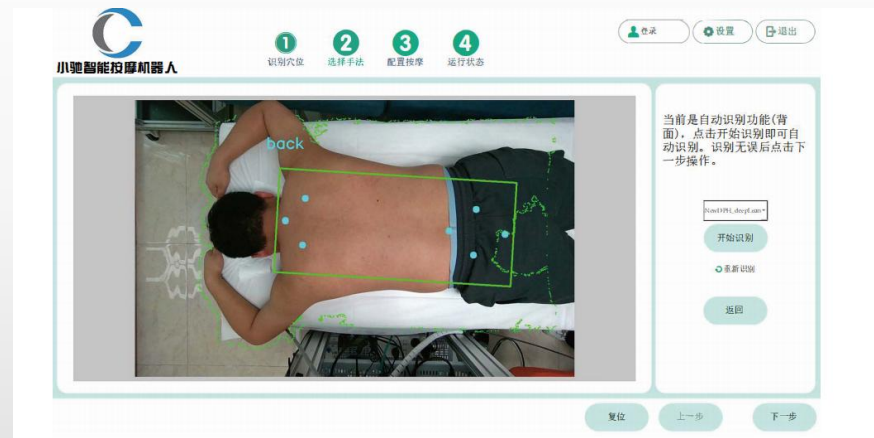 小驰智能按摩机器人
1
识别穴位
2
选择手法
3
配置按摩
4
运行状态
登录
设置
退出
back
当前是自动识别功能(背
面)，点击开始识别即可自
动识别。识别无误后点击下
一步操作。
开始识别
重新识别
返回
复位
上一步
下一步